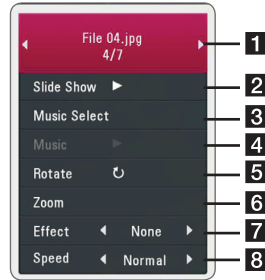 File 04.jpg
4/7
1
Slide Show
2
Music Select
3
Music
4
Rotate
5
Zoom
6
Effect None
7
Speed Normal
8